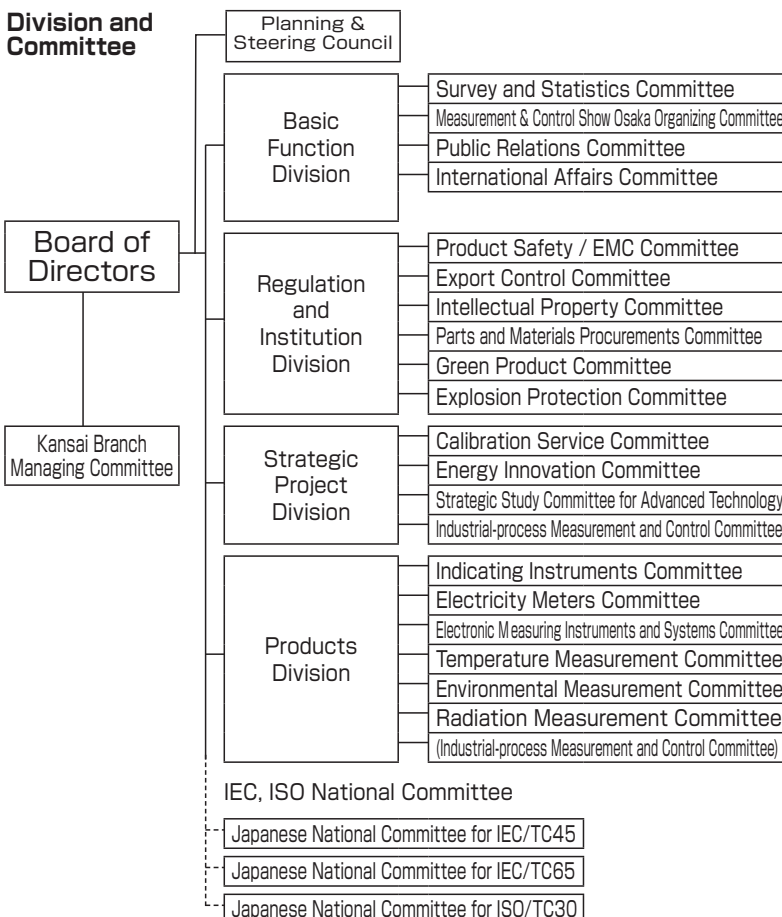 Division and
Committee
Planning &
Steering Council
Basic
Function
Division
Survey and Statistics Committee
Measurement & Control Show Osaka Organizing Committee
Public Relations Committee
International Affairs Committee
Board of
Directors
Regulation
and
Institution
Division
Product Safety / EMC Committee
Export Control Committee
Intellectual Property Committee
Parts and Materials Procurements Committee
Green Product Committee
Explosion Protection Committee
Kansai Branch
Managing Committee
Strategic
Project
Division
Calibration Service Committee
Energy Innovation Committee
Strategic Study Committee for Advanced Technology
Industrial-process Measurement and Control Committee
Products
Division
Indicating Instruments Committee
Electricity Meters Committee
Electronic Measuring Instruments and Systems Committee
Temperature Measurement Committee
Environmental Measurement Committee
Radiation Measurement Committee
(Industrial-process Measurement and Control Committee)
IEC, ISO National Committee
Japanese National Committee for IEC/TC45
Japanese National Committee for IEC/TC65
Japanese National Committee for ISO/TC30